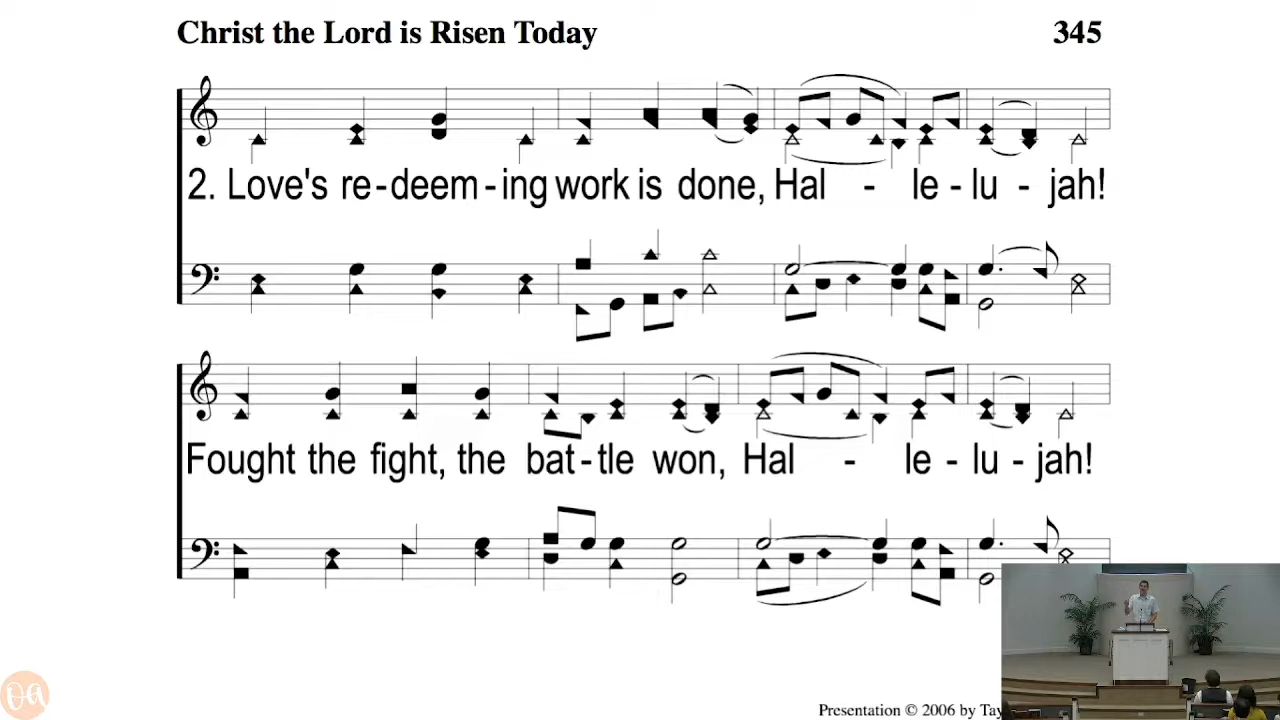 Christ the Lord is Risen Today 345
2. Love's re-deem-ing work is done, Hal - le - lu - jah!
Fought the fight, the bat-tle won, Hal - le - lu - jah!
Presentation © 2006 by